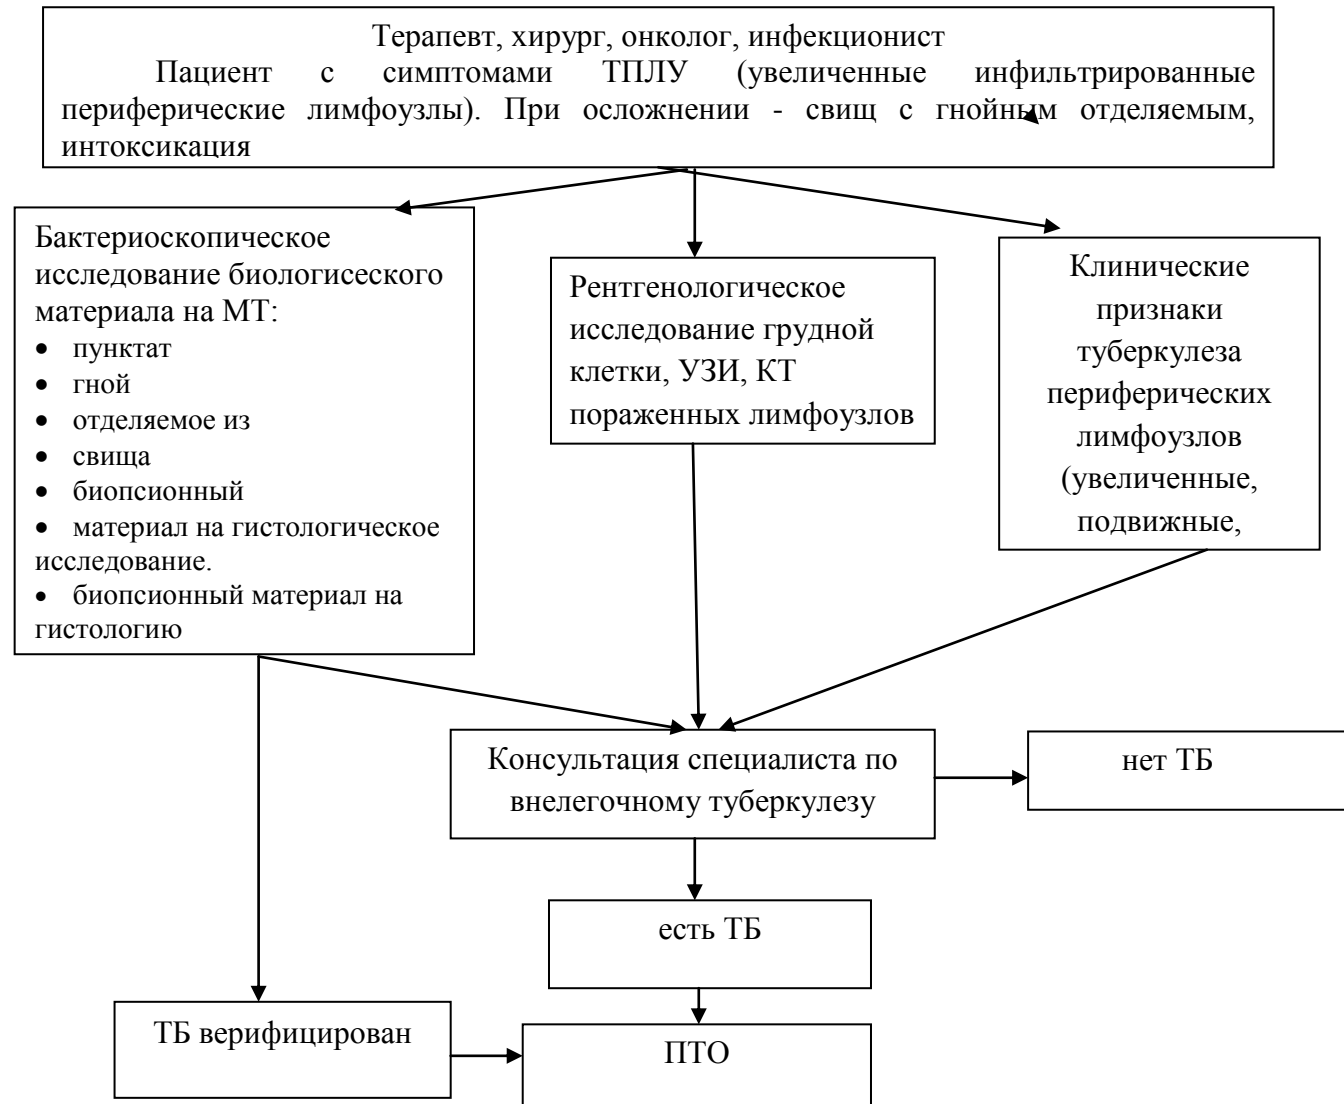 Терапевт, хирург, онколог, инфекционист
Пациент с симптомами ТПЛУ (увеличенные инфильтрированные
периферические лимфоузлы). При осложнении - свищ с гнойным отделяемым,
интоксикация
Бактериоскопическое
исследование биологисеского
материала на МТ:
• пунктат
• гной
• отделяемое из
• свища
• биопсионный
• материал на гистологическое
исследование.
• биопсионный материал на
гистологию
Рентгенологическое
исследование грудной
клетки, УЗИ, КТ
пораженных лимфоузлов
Клинические
признаки
туберкулеза
периферических
лимфоузлов
(увеличенные,
подвижные,
Консультация специалиста по
внелегочному туберкулезу
нет ТБ
есть ТБ
ТБ верифицирован
ПТО